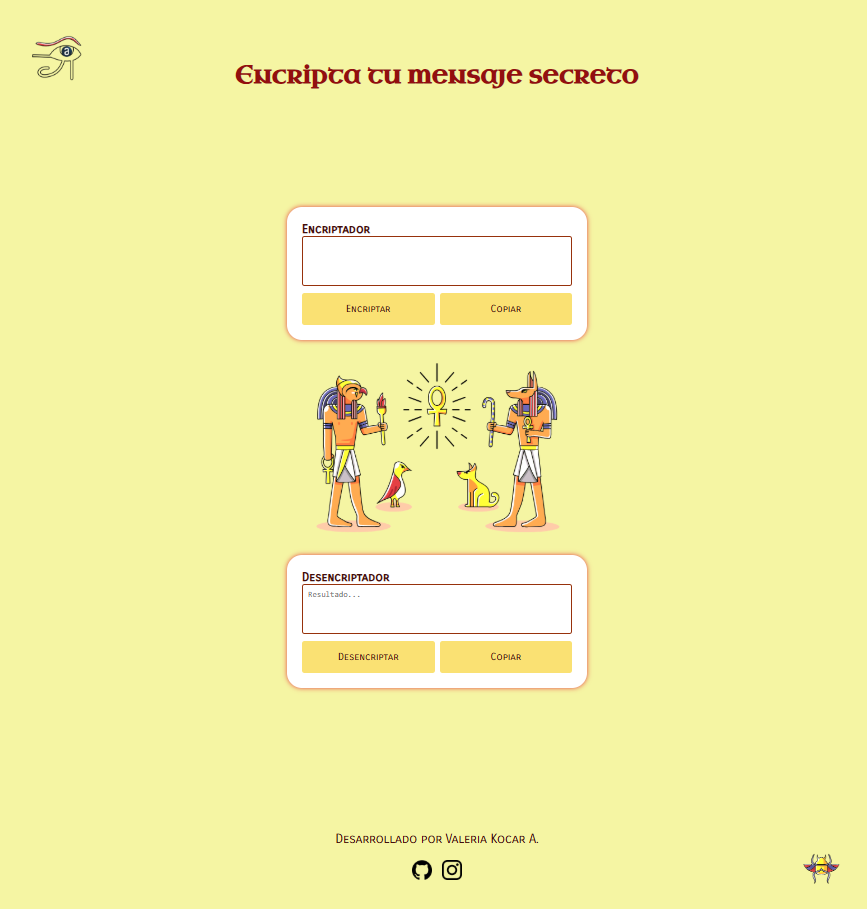 a
Encripta tu mensaje secreto
Encriptador
Encriptar
Copiar
Desencriptador
Resultado...
Desencriptar
Copiar
Desarrollado por Valeria Kocar A.